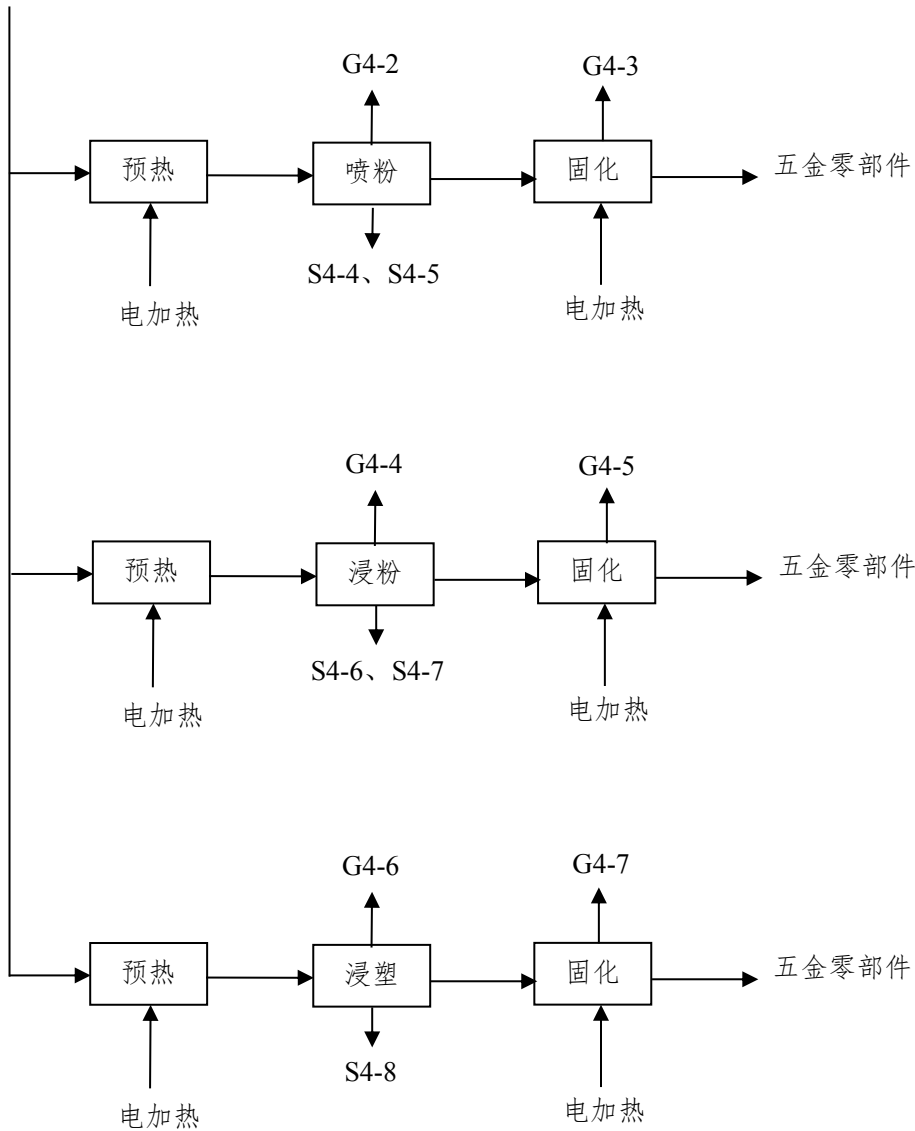 G4-2 G4-3
预热 喷粉 固化 五金零部件
S4-4、S4-5
电加热 电加热
G4-4 G4-5
预热 浸粉 固化 五金零部件
S4-6、S4-7
电加热 电加热
G4-6 G4-7
预热 浸塑 固化 五金零部件
S4-8
电加热 电加热